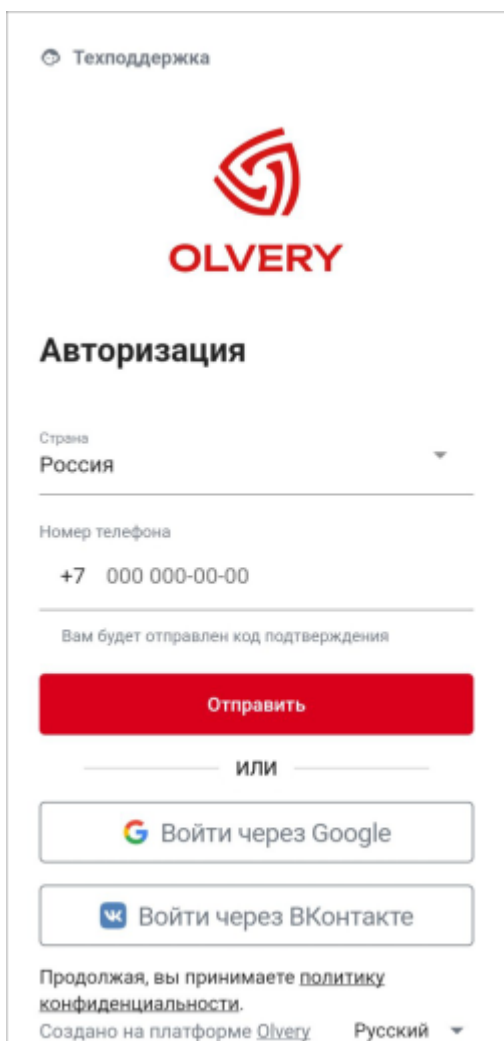 Техподдержка
OLVERY
Авторизация
Страна
Россия
Номер телефона
+7 000 000-00-00
Вам будет отправлен код подтверждения
Отправить
ИЛИ
Войти через Google
Войти через ВКонтакте
Продолжая, вы принимаете политику
конфиденциальности.
Создано на платформе Olvery Русский